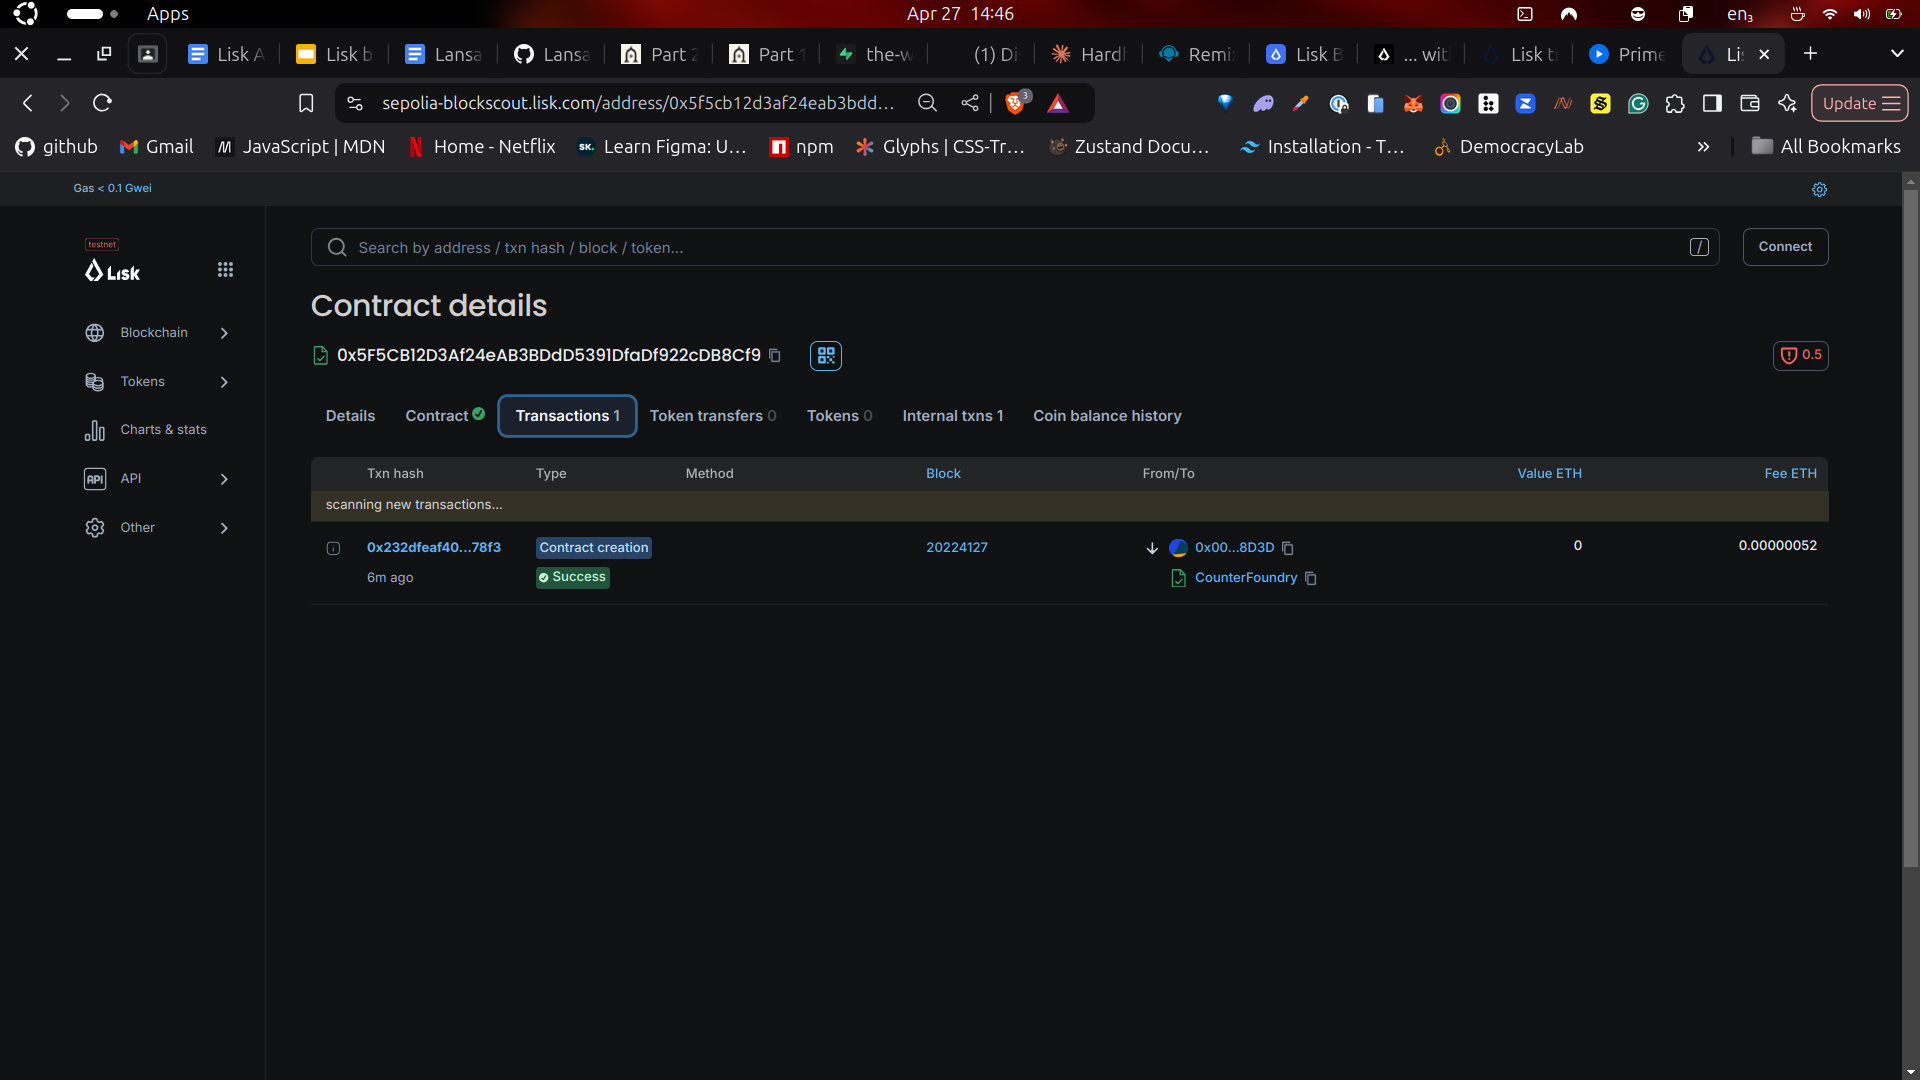 Apps
Apr 27 14:46
en₃
Lisk A
Lisk b
Lansa
Lansa
Part 2
Part 1
the-w
(1) Di
Hardh
Remix
Lisk B
... wit
Lisk t
Prime
Lis
sepolia-blockscout.lisk.com/address/0x5f5cb12d3af24eab3bdd...
3
Update
github
Gmail
JavaScript | MDN
Home - Netflix
Learn Figma: U...
npm
Glyphs | CSS-Tr...
Zustand Docu...
Installation - T...
DemocracyLab
All Bookmarks
Gas < 0.1 Gwei
testnet
Lisk
Search by address / txn hash / block / token...
/
Connect
Blockchain
Tokens
Charts & stats
API
Other
Contract details
0x5F5CB12D3Af24eAB3BDdD5391DfaDf922cDB8Cf9
0.5
Details
Contract
Transactions 1
Token transfers 0
Tokens 0
Internal txns 1
Coin balance history
Txn hash Type Method Block From/To Value ETH Fee ETH
scanning new transactions...
0x232dfeaf40...78f3 Contract creation 20224127 0x00...8D3D 0 0.00000052
6m ago Success CounterFoundry